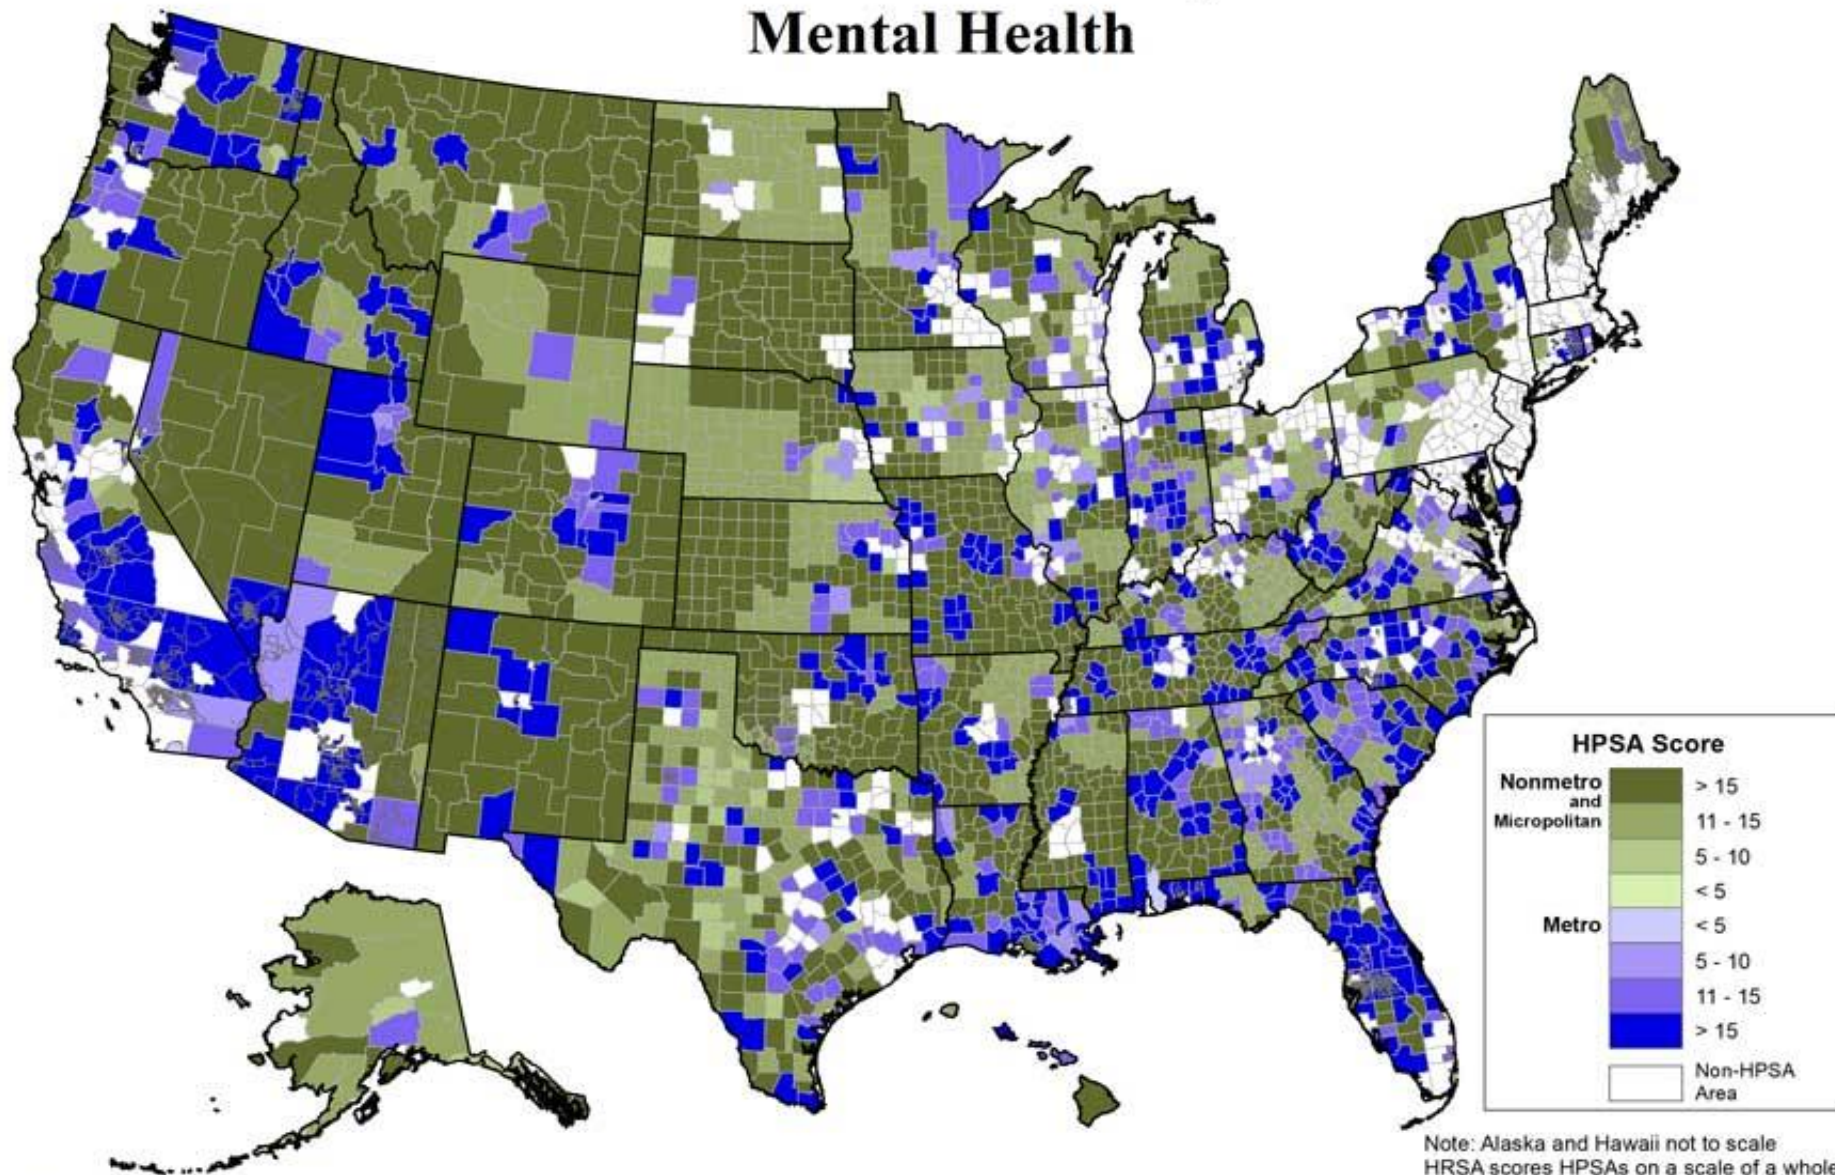 Mental Health
HPSA Score
Nonmetro
and
Micropolitan
> 15
11 - 15
5 - 10
< 5
Metro
< 5
5 - 10
11 - 15
> 15
Non-HPSA
Area
Note: Alaska and Hawaii not to scale
HRSA scores HPSAs on a scale of a whole